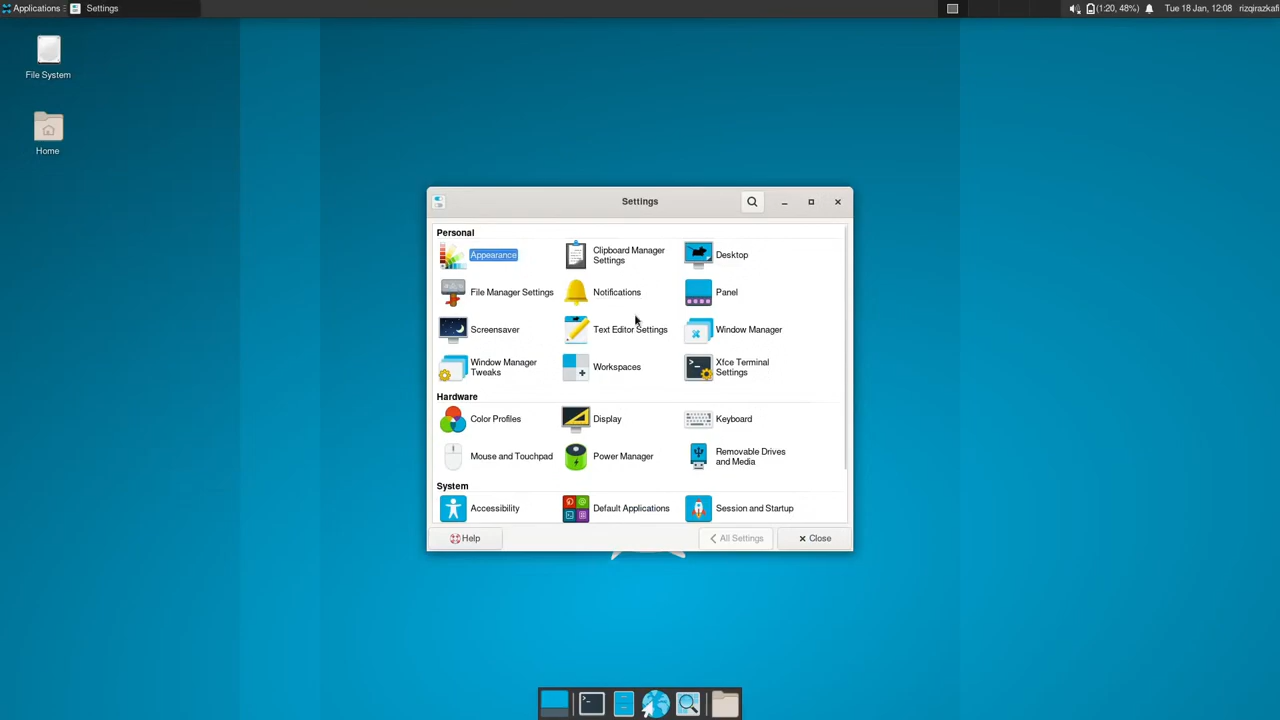 Applications
Settings
(1:20, 48%)
Tue 18 Jan, 12:08
rizqirazkafi
File System
Home
Settings
Personal
Appearance
Clipboard Manager
Settings
Desktop
File Manager Settings
Notifications
Panel
Screensaver
Text Editor Settings
Window Manager
Window Manager
Tweaks
Workspaces
Xfce Terminal
Settings
Hardware
Color Profiles
Display
Keyboard
Mouse and Touchpad
Power Manager
Removable Drives
and Media
System
Accessibility
Default Applications
Session and Startup
Help
All Settings
Close